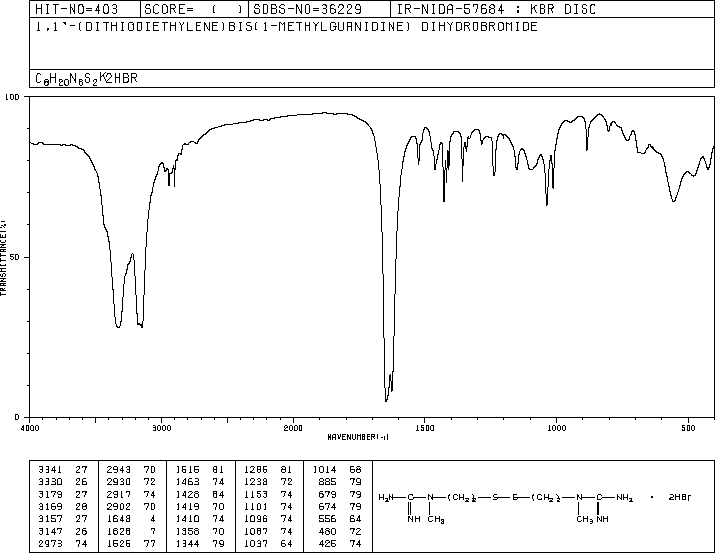 HIT-NO=403 SCORE= ( ) SDBS-NO=36229 IR-NIDA-57684 : KBR DISC
1,1'-(DITHIODIETHYLENE)BIS(1-METHYLGUANIDINE) DIHYDROBROMIDE
C8H20N6S2X2HBR
100
50
0
TRANSMITTANCE(%)
4000 3000 2000 1500 1000 500
WAVENUMBER(-1)
3341 27 2943 70 1516 81 1286 81 1014 68
3330 26 2930 72 1463 74 1238 72 885 79
3179 27 2917 74 1428 64 1153 74 679 79
3169 28 2902 70 1419 70 1101 74 674 79
3157 27 1648 4 1410 74 1096 74 556 64
3147 26 1628 7 1358 70 1087 74 480 72
2973 74 1525 77 1344 79 1037 64 426 74
H2N—C—N—(CH2)2—S—S—(CH2)2—N—C—NH2 · 2HBr
NH CH3 CH3 NH